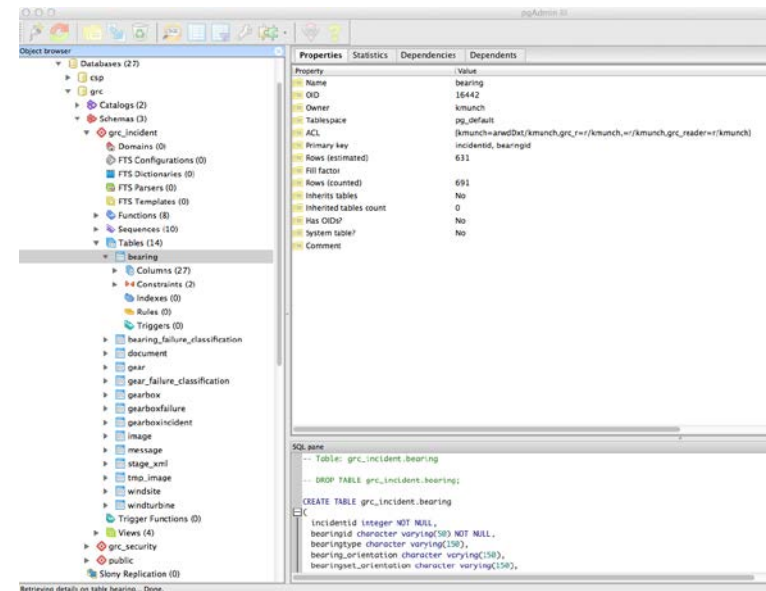 pgAdmin III
Object browser
Databases (27)
csp
grc
Catalogs (2)
Schemas (3)
grc_incident
Domains (0)
FTS Configurations (0)
FTS Dictionaries (0)
FTS Parsers (0)
FTS Templates (0)
Functions (8)
Sequences (10)
Tables (14)
bearing
Columns (27)
Constraints (2)
Indexes (0)
Rules (0)
Triggers (0)
bearing_failure_classification
document
gear
gear_failure_classification
gearbox
gearboxfailure
gearboxincident
image
message
stage_xml
tmp_image
windsite
windturbine
Trigger Functions (0)
Views (4)
grc_security
public
Slony Replication (0)
Properties Statistics Dependencies Dependents
Property Value
Name bearing
OID 16442
Owner kmunch
Tablespace pg_default
ACL {kmunch=arwdDxt/kmunch,grc_r=r/kmunch,=r/kmunch,grc_reader=r/kmunch}
Primary key incidentid, bearingid
Rows (estimated) 631
Fill factor
Rows (counted) 691
Inherits tables No
Inherited tables count 0
Has OIDs? No
System table? No
Comment
SQL pane
-- Table: grc_incident.bearing
-- DROP TABLE grc_incident.bearing;
CREATE TABLE grc_incident.bearing
(
incidentid integer NOT NULL,
bearingid character varying(50) NOT NULL,
bearingtype character varying(150),
bearing_orientation character varying(150),
bearingset_orientation character varying(150),
Retrieving details on table bearing... Done.